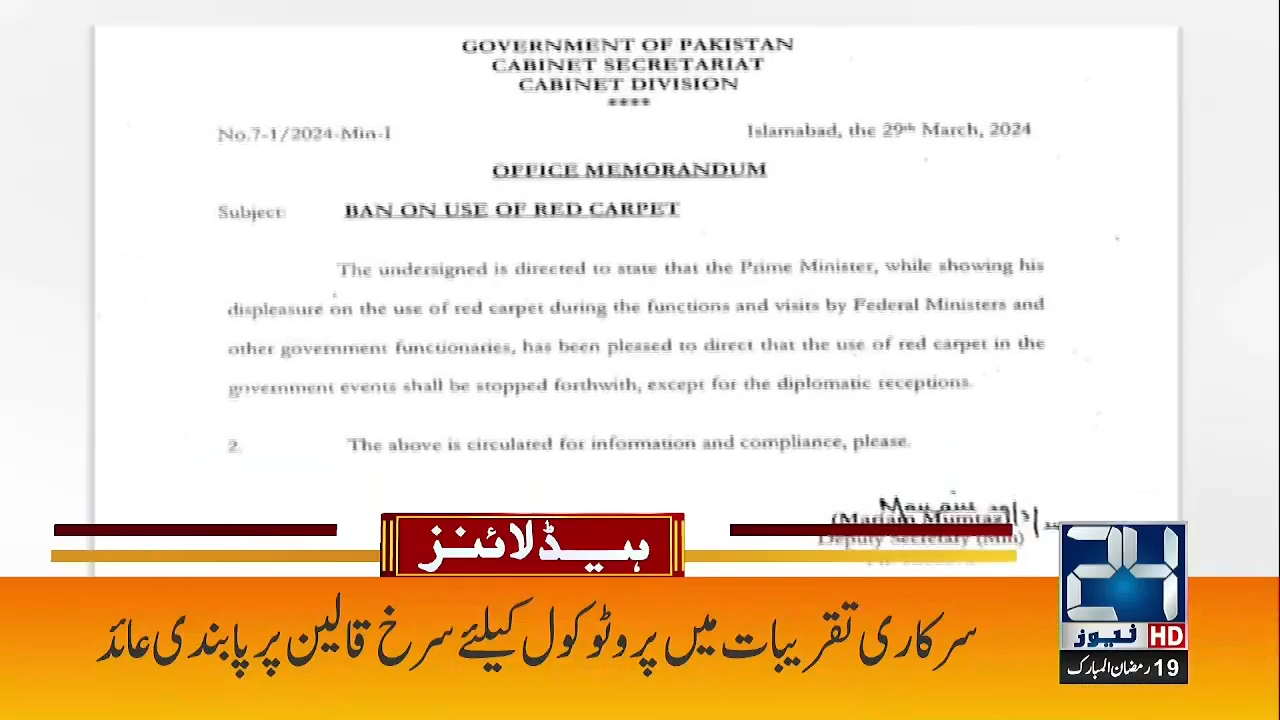 GOVERNMENT OF PAKISTAN
CABINET SECRETARIAT
CABINET DIVISION
****
No.7-1/2024-Min-I
Islamabad, the 29th March, 2024
OFFICE MEMORANDUM
Subject: BAN ON USE OF RED CARPET
The undersigned is directed to state that the Prime Minister, while showing his
displeasure on the use of red carpet during the functions and visits by Federal Ministers and
other government functionaries, has been pleased to direct that the use of red carpet in the
government events shall be stopped forthwith, except for the diplomatic receptions.
2. The above is circulated for information and compliance, please.
(Mariam Mumtaz)
Deputy Secretary (Min)
ہیڈلائنز
سرکاری تقریبات میں پروٹوکول کیلئے سرخ قالین پر پابندی عائد
24
نیوز HD
19 رمضان المبارک